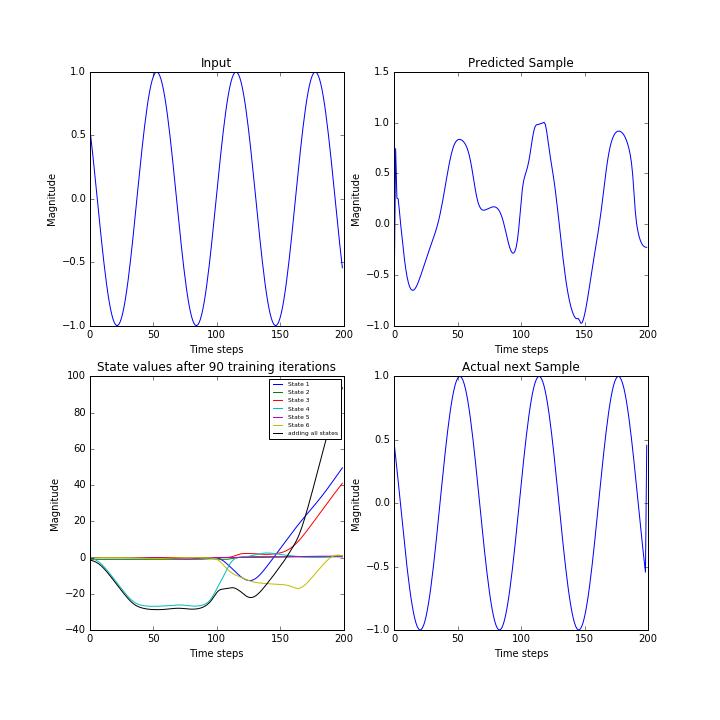 Input
1.0
0.5
0.0
−0.5
−1.0
Magnitude
0 50 100 150 200
Time steps
Predicted Sample
1.5
1.0
0.5
0.0
−0.5
−1.0
Magnitude
0 50 100 150 200
Time steps
State values after 90 training iterations
100
80
60
40
20
0
−20
−40
Magnitude
State 1
State 2
State 3
State 4
State 5
State 6
adding all states
0 50 100 150 200
Time steps
Actual next Sample
1.0
0.5
0.0
−0.5
−1.0
Magnitude
0 50 100 150 200
Time steps